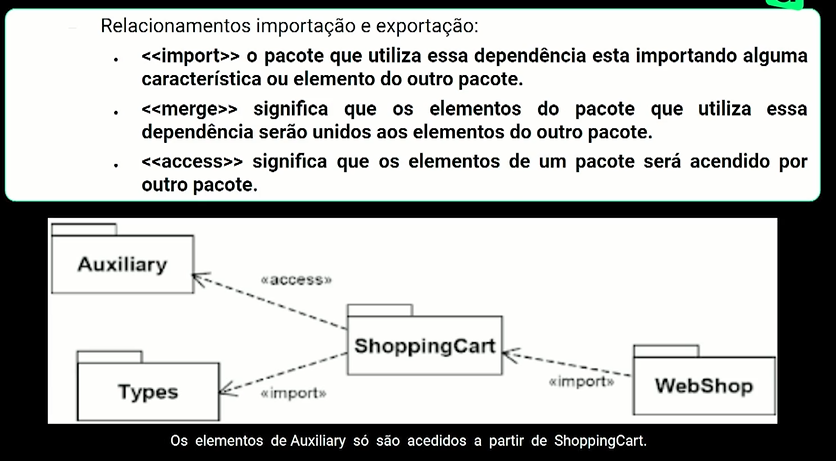 Relacionamentos importação e exportação:
<<import>> o pacote que utiliza essa dependência esta importando alguma
característica ou elemento do outro pacote.
<<merge>> significa que os elementos do pacote que utiliza essa
dependência serão unidos aos elementos do outro pacote.
<<access>> significa que os elementos de um pacote será acendido por
outro pacote.
Auxiliary
«access»
ShoppingCart
Types
«import»
«import»
WebShop
Os elementos de Auxiliary só são acedidos a partir de ShoppingCart.